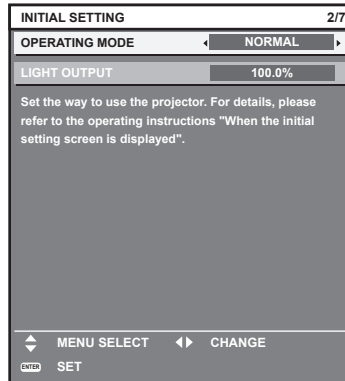 INITIAL SETTING 2/7
OPERATING MODE NORMAL
LIGHT OUTPUT 100.0%
Set the way to use the projector. For details, please
refer to the operating instructions "When the initial
setting screen is displayed".
MENU SELECT CHANGE
ENTER SET